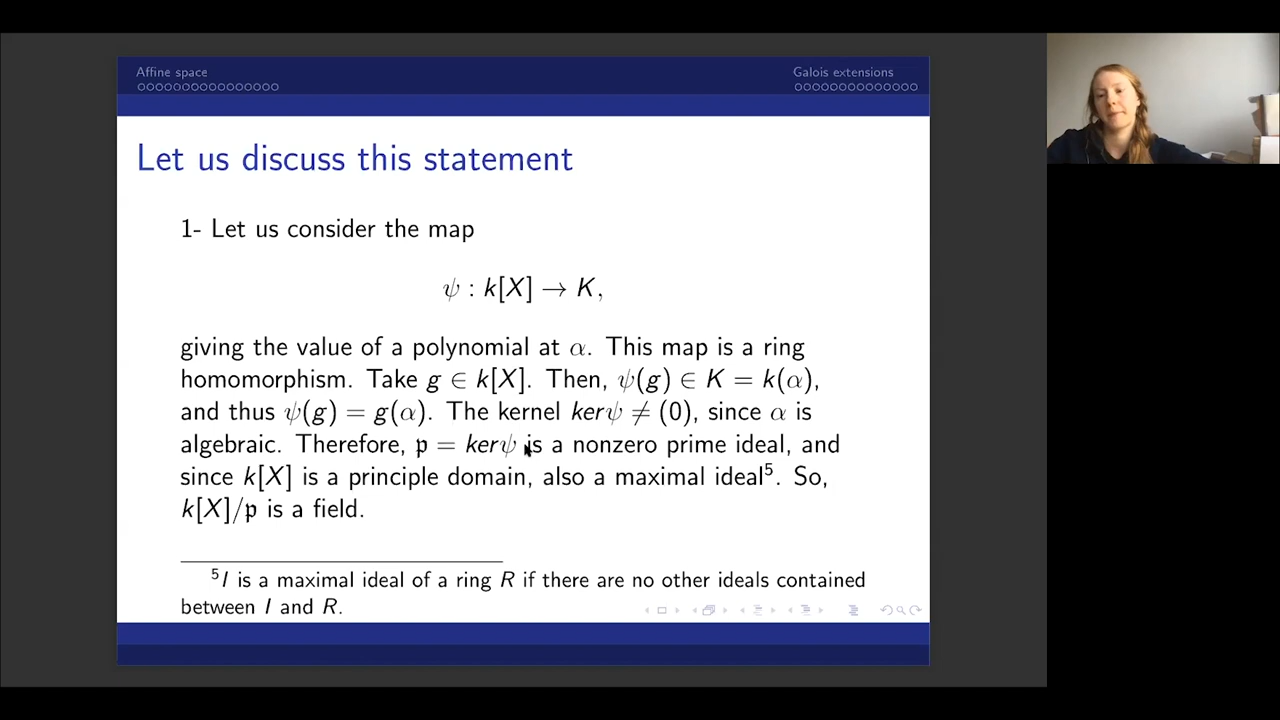 Affine space
Galois extensions
Let us discuss this statement
1- Let us consider the map
ψ : k[X] → K,
giving the value of a polynomial at α. This map is a ring
homomorphism. Take g ∈ k[X]. Then, ψ(g) ∈ K = k(α),
and thus ψ(g) = g(α). The kernel kerψ ≠ (0), since α is
algebraic. Therefore, 𝔭 = kerψ is a nonzero prime ideal, and
since k[X] is a principle domain, also a maximal ideal⁵. So,
k[X]/𝔭 is a field.
⁵I is a maximal ideal of a ring R if there are no other ideals contained
between I and R.